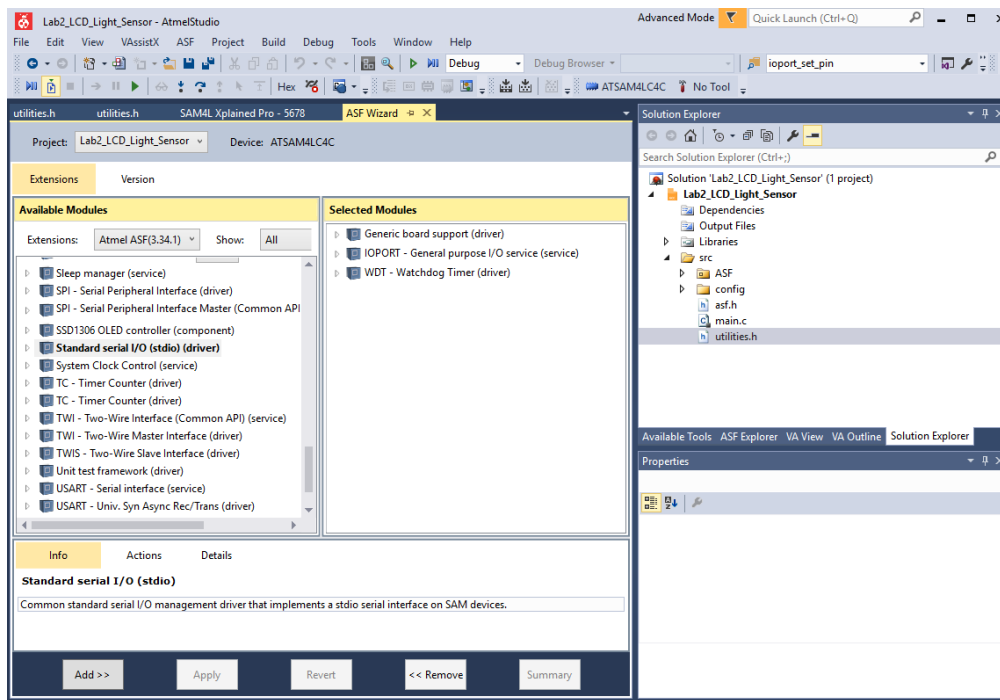 Lab2_LCD_Light_Sensor - AtmelStudio
Advanced Mode
Quick Launch (Ctrl+Q)
File Edit View VAssistX ASF Project Build Debug Tools Window Help
Debug Debug Browser ioport_set_pin
Hex ATSAM4LC4C No Tool
utilities.h utilities.h SAM4L Xplained Pro - 5678 ASF Wizard
Project: Lab2_LCD_Light_Sensor Device: ATSAM4LC4C
Extensions Version
Available Modules
Extensions: Atmel ASF(3.34.1) Show: All
Sleep manager (service)
SPI - Serial Peripheral Interface (driver)
SPI - Serial Peripheral Interface Master (Common API
SSD1306 OLED controller (component)
Standard serial I/O (stdio) (driver)
System Clock Control (service)
TC - Timer Counter (driver)
TC - Timer Counter (driver)
TWI - Two-Wire Interface (Common API) (service)
TWI - Two-Wire Master Interface (driver)
TWIS - Two-Wire Slave Interface (driver)
Unit test framework (driver)
USART - Serial interface (service)
USART - Univ. Syn Async Rec/Trans (driver)
Selected Modules
Generic board support (driver)
IOPORT - General purpose I/O service (service)
WDT - Watchdog Timer (driver)
Info Actions Details
Standard serial I/O (stdio)
Common standard serial I/O management driver that implements a stdio serial interface on SAM devices.
Add >> Apply Revert << Remove Summary
Solution Explorer
Search Solution Explorer (Ctrl+;)
Solution 'Lab2_LCD_Light_Sensor' (1 project)
Lab2_LCD_Light_Sensor
Dependencies
Output Files
Libraries
src
ASF
config
asf.h
main.c
utilities.h
Available Tools ASF Explorer VA View VA Outline Solution Explorer
Properties